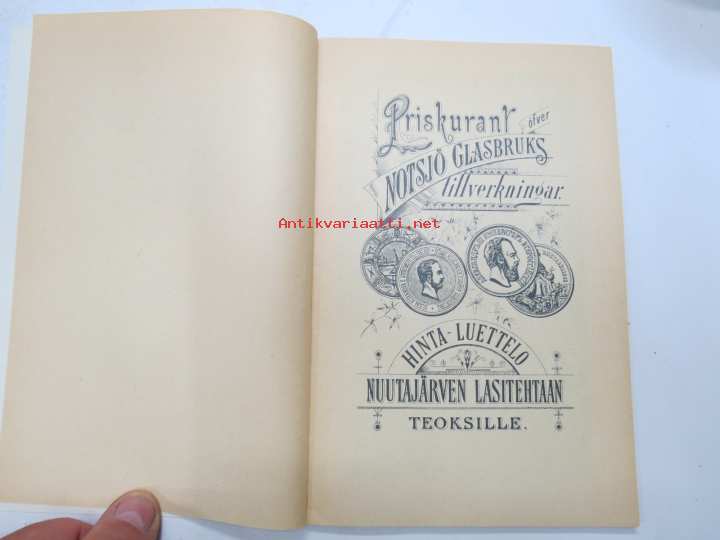 Priskurant öfver
NOTSJÖ GLASBRUKS
tillverkningar.
Antikvariaatti.net
HINTA-LUETTELO
NUUTAJÄRVEN LASITEHTAAN
TEOKSILLE.